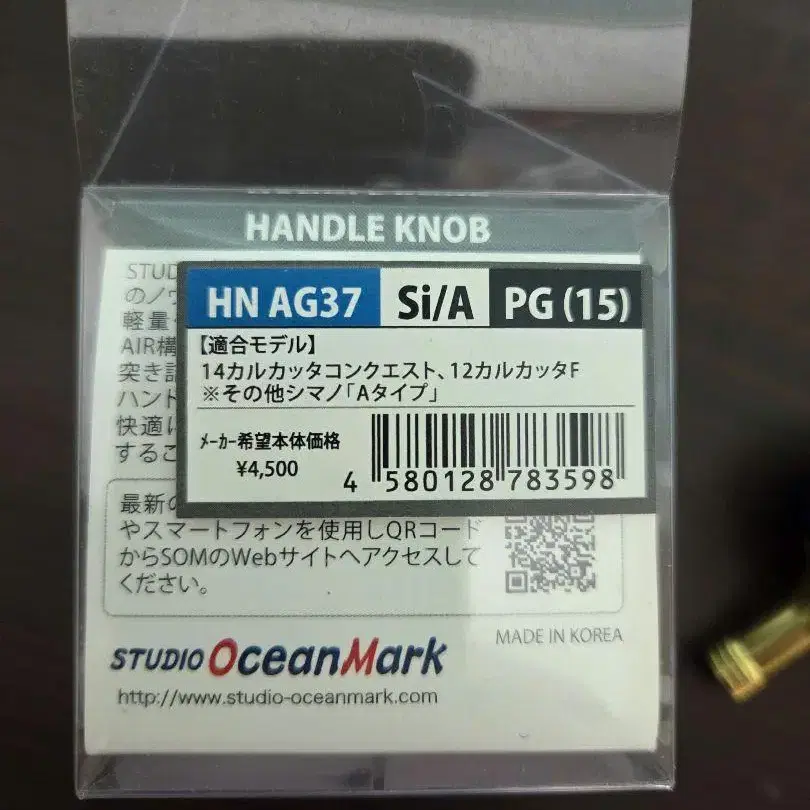 HANDLE KNOB
STUD
のノウ
軽量
AIR構
突き
ハンド
快適に
するこ
HN AG37 Si/A PG (15)
【適合モデル】
14カルカッタコンクエスト、12カルカッタF
※その他シマノ「Aタイプ」
メーカー希望本体価格
¥4,500
4 580128 783598
最新の
やスマートフォンを使用しQRコード
からSOMのWebサイトへアクセスして
ください。
MADE IN KOREA
STUDIO OceanMark
http://www.studio-oceanmark.com